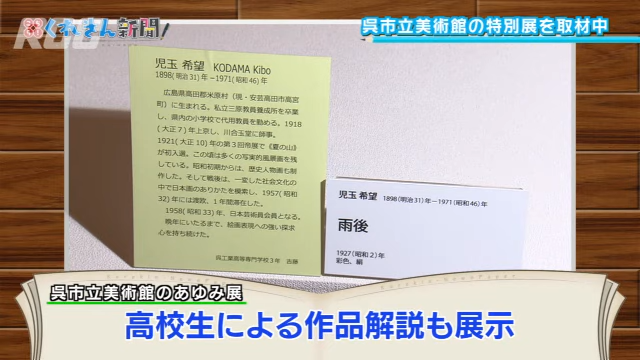 くれさん新聞!
呉市立美術館の特別展を取材中
児玉 希望 KODAMA Kibo
1898(明治31)年-1971(昭和46)年
広島県高田郡米原村(現・安芸高田市高宮
町)に生まれる。私立三原教員養成所を卒業
し、県内の小学校で代用教員を勤める。1918
(大正7)年上京し、川合玉堂に師事。
1921(大正10)年の第3回帝展で《夏の山》
が初入選。この頃は多くの写実的風景画を残
している。昭和初期からは、歴史人物画も制
作した。そして戦後は、一変した社会文化の
中で日本画のありかたを模索し、1957(昭和
32)年には渡欧、1年間滞在した。
1958(昭和33)年、日本芸術院会員となる。
晩年にいたるまで、絵画表現への強い探求
心を持ち続けた。
呉工業高等専門学校3年 吉藤
児玉 希望 1898(明治31)年-1971(昭和46)年
雨後
1927(昭和2)年
彩色、絹
呉市立美術館のあゆみ展
高校生による作品解説も展示